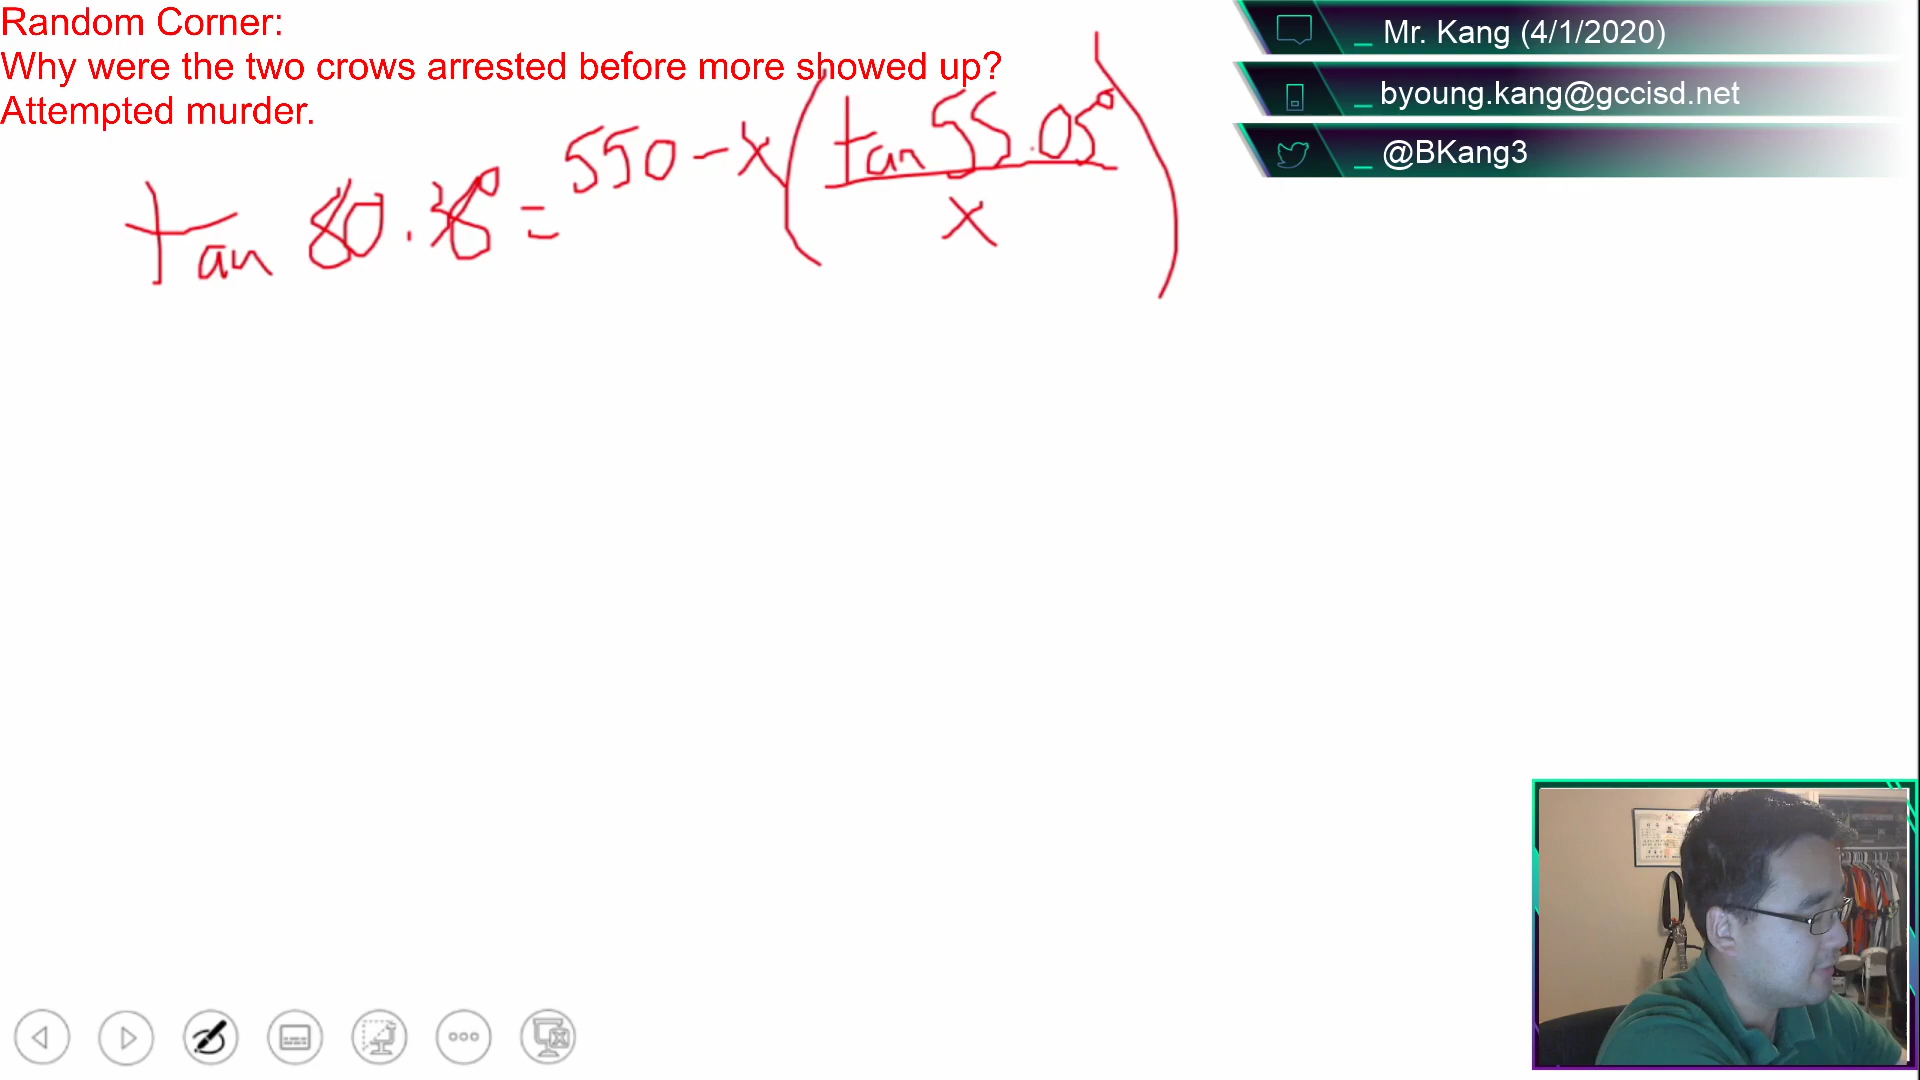 Random Corner:
Why were the two crows arrested before more showed up?
Attempted murder.
tan 80.38° = 550 - x (tan 55.05° / x)
_ Mr. Kang (4/1/2020)
_ byoung.kang@gccisd.net
_ @BKang3